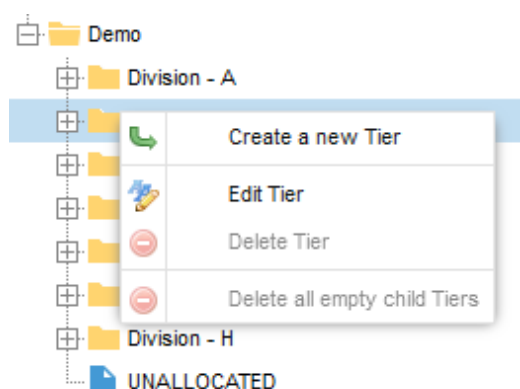 Demo
Division - A
Create a new Tier
Edit Tier
Delete Tier
Delete all empty child Tiers
Division - H
UNALLOCATED